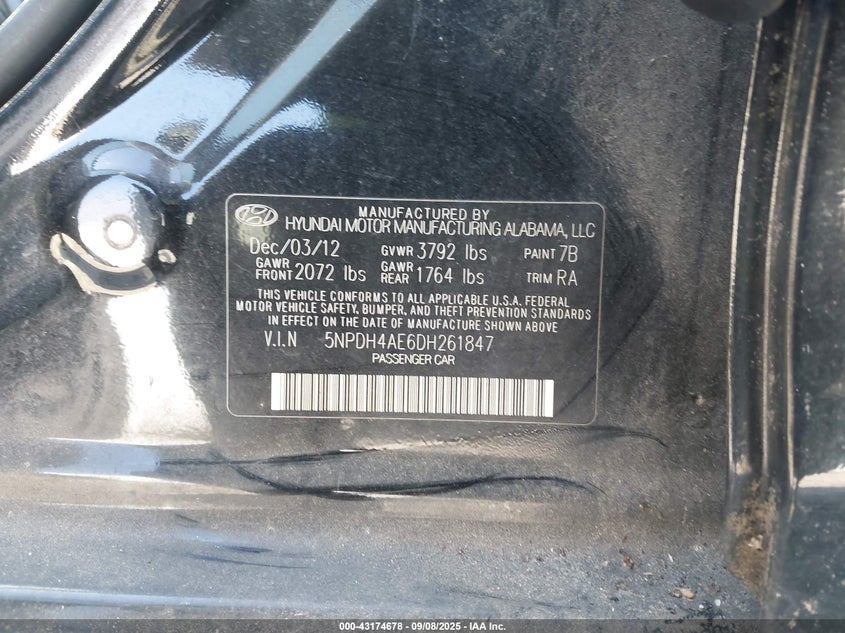 MANUFACTURED BY
HYUNDAI MOTOR MANUFACTURING ALABAMA, LLC
Dec/03/12 GVWR 3792 lbs PAINT 7B
GAWR FRONT 2072 lbs GAWR REAR 1764 lbs TRIM RA
THIS VEHICLE CONFORMS TO ALL APPLICABLE U.S.A. FEDERAL
MOTOR VEHICLE SAFETY, BUMPER, AND THEFT PREVENTION STANDARDS
IN EFFECT ON THE DATE OF MANUFACTURE SHOWN ABOVE
V.I.N 5NPDH4AE6DH261847
PASSENGER CAR
000-43174678 - 09/08/2025 - IAA Inc.